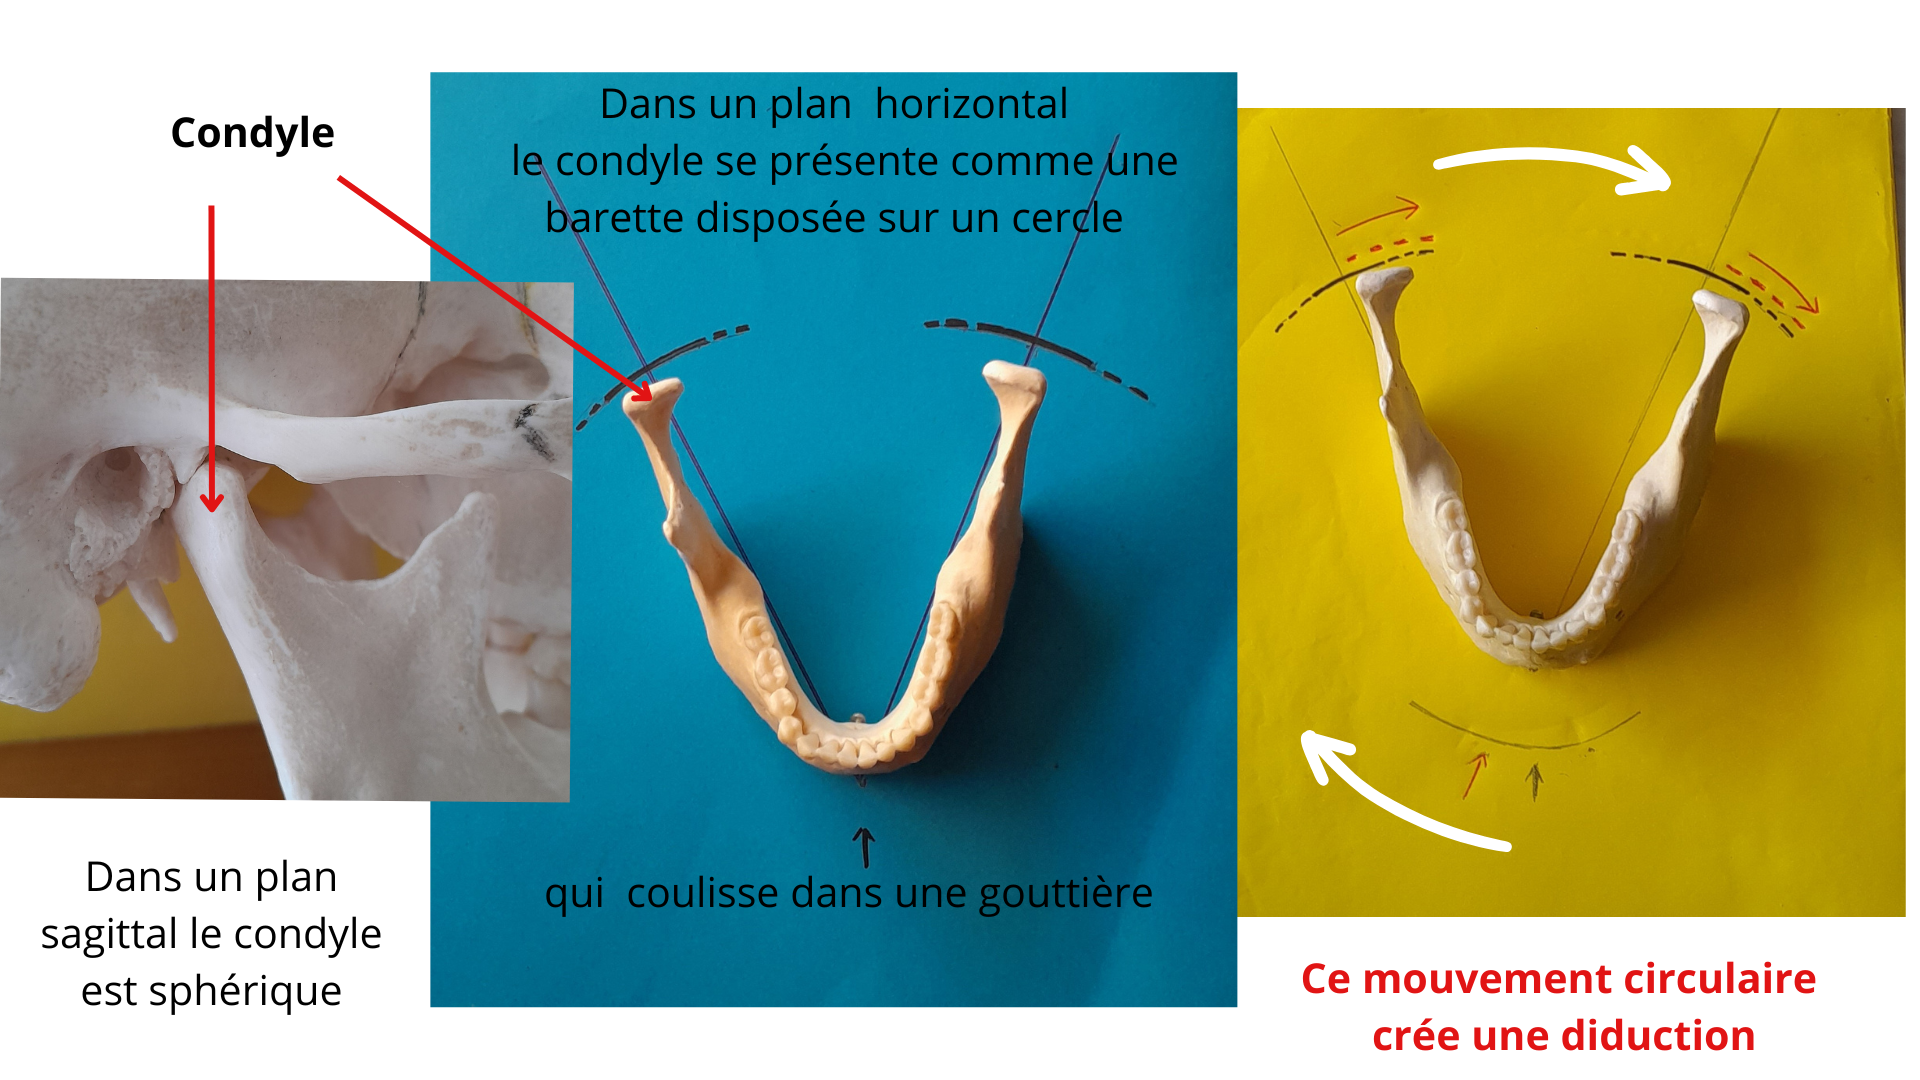 Condyle
Dans un plan  horizontal
le condyle se présente comme une
barette disposée sur un cercle
qui  coulisse dans une gouttière
Dans un plan
sagittal le condyle
est sphérique
Ce mouvement circulaire
crée une diduction